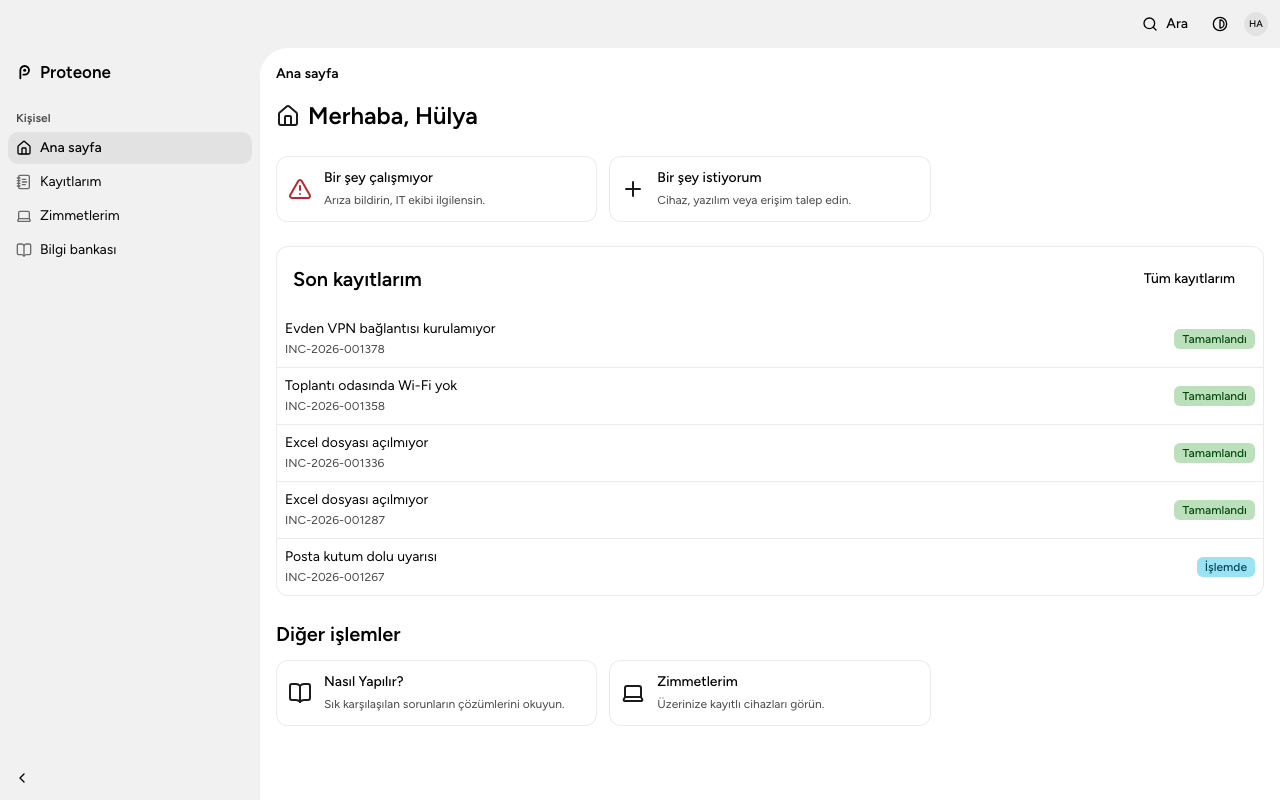 Ara
HA
Proteone
Kişisel
Ana sayfa
Kayıtlarım
Zimmetlerim
Bilgi bankası
Ana sayfa
Merhaba, Hülya
Bir şey çalışmıyor
Arıza bildirin, IT ekibi ilgilensin.
Bir şey istiyorum
Cihaz, yazılım veya erişim talep edin.
Son kayıtlarım
Tüm kayıtlarım
Evden VPN bağlantısı kurulamıyor
INC-2026-001378
Tamamlandı
Toplantı odasında Wi-Fi yok
INC-2026-001358
Tamamlandı
Excel dosyası açılmıyor
INC-2026-001336
Tamamlandı
Excel dosyası açılmıyor
INC-2026-001287
Tamamlandı
Posta kutum dolu uyarısı
INC-2026-001267
İşlemde
Diğer işlemler
Nasıl Yapılır?
Sık karşılaşılan sorunların çözümlerini okuyun.
Zimmetlerim
Üzerinize kayıtlı cihazları görün.